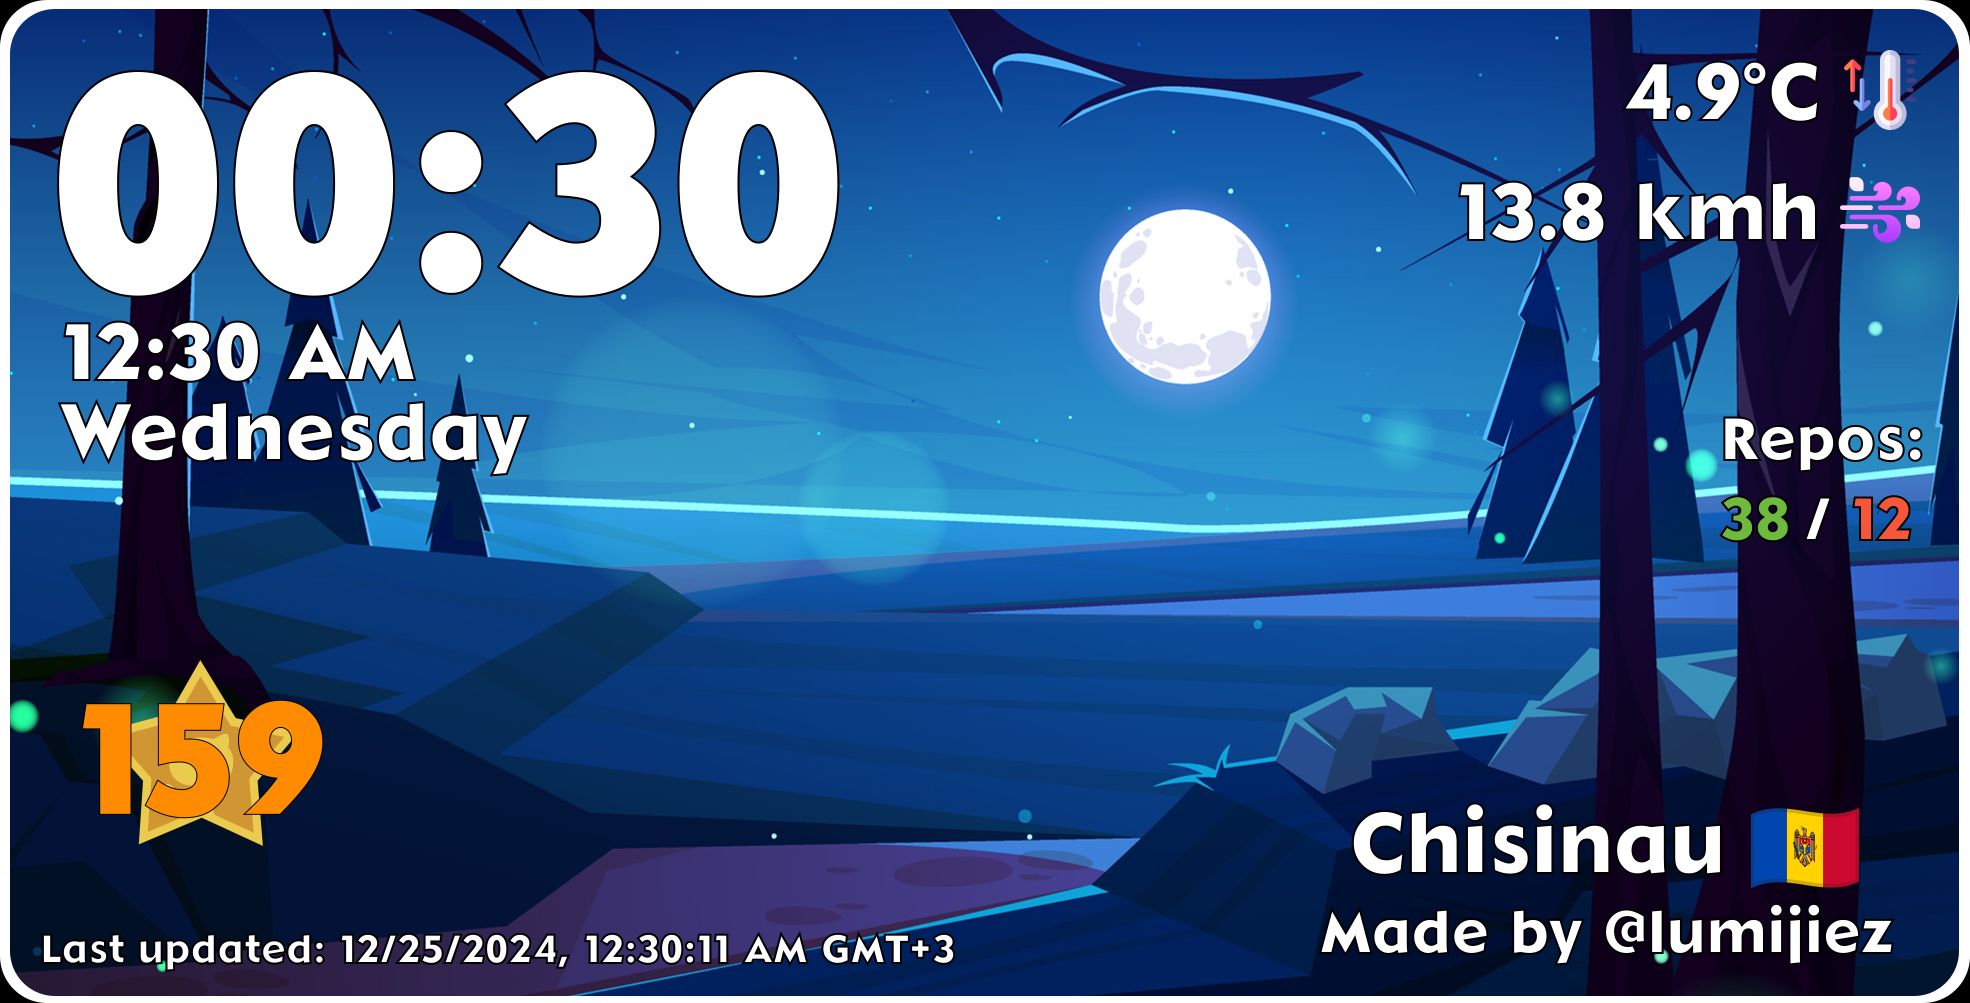 00:30
12:30 AM
Wednesday
4.9°C
13.8 kmh
Repos:
38 / 12
159
Chisinau
Made by @lumijiez
Last updated: 12/25/2024, 12:30:11 AM GMT+3